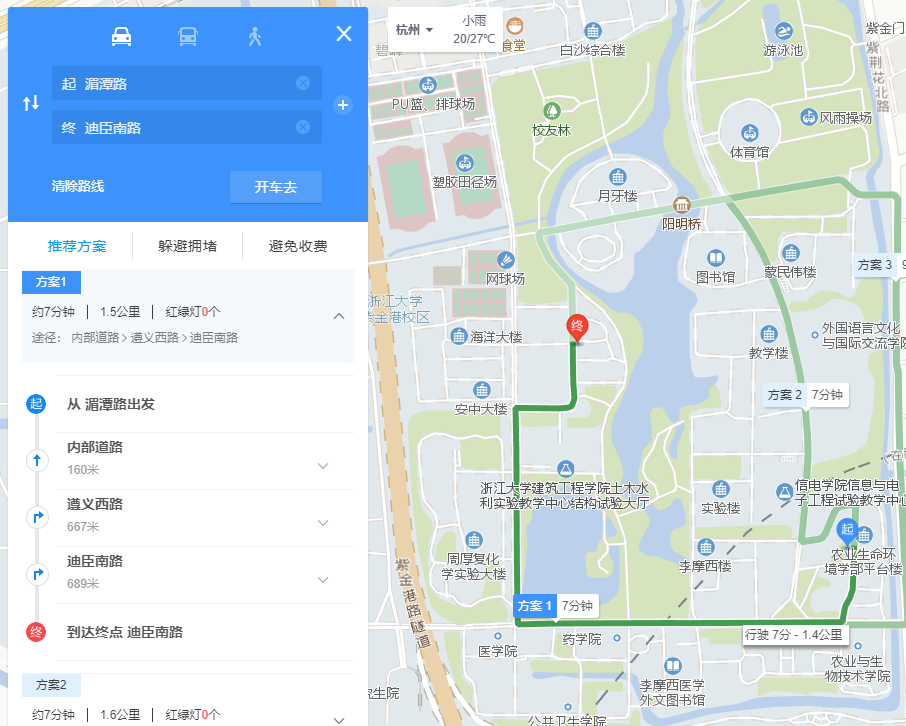 起 湄潭路
终 迪臣南路
清除路线
开车去
推荐方案
躲避拥堵
避免收费
方案1
约7分钟 | 1.5公里 | 红绿灯0个
途径: 内部道路 > 遵义西路 > 迪臣南路
起 从 湄潭路出发
内部道路
160米
遵义西路
667米
迪臣南路
689米
终 到达终点 迪臣南路
方案2
约7分钟 | 1.6公里 | 红绿灯0个
杭州
小雨
20/27℃
食堂
白沙综合楼
游泳池
紫金门
紫荆花北路
PU篮、排球场
校友林
风雨操场
体育馆
塑胶田径场
月牙楼
阳明桥
图书馆
蒙民伟楼
方案 3
网球场
浙江大学
紫金港校区
海洋大楼
终
外国语言文化
与国际交流学院
教学楼
方案 2 7分钟
安中大楼
浙江大学建筑工程学院土木水
利实验教学中心结构试验大厅
实验楼
信电学院信息与电
子工程试验教学中心
起
农业生命环
境学部平台楼
周厚复化
学实验大楼
李摩西楼
紫金港路隧道
方案 1 7分钟
行驶 7分 - 1.4公里
医学院
药学院
农业与生
物技术学院
李摩西医学
外文图书馆
公共卫生学院